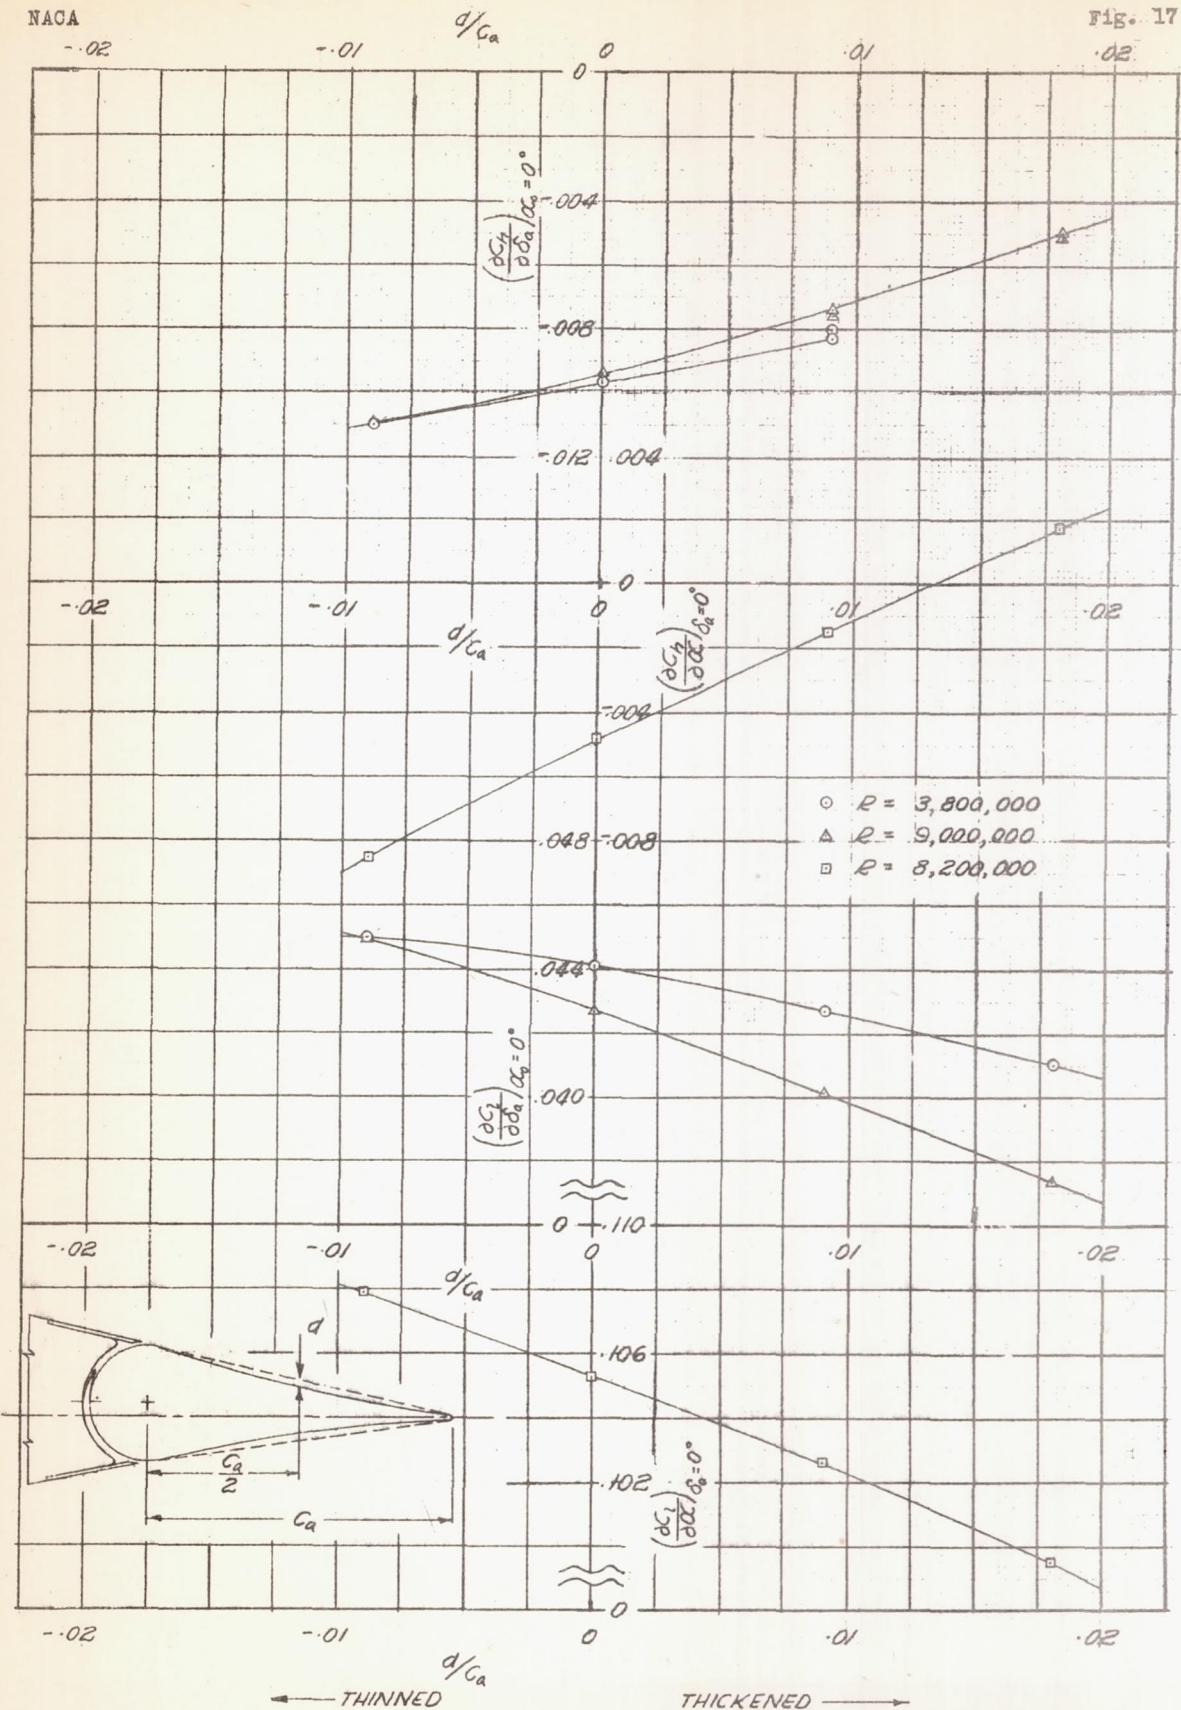 NACA
d/cₐ
Fig. 17
-.02 -.01 0 .01 .02
0
(∂cₕ/∂δₐ)α₀=0°
-.004
-.008
-.012 .004
0
-.02 -.01 0 .01 .02
d/cₐ
(∂cₕ/∂α)δₐ=0°
-.004
⊙ R = 3,800,000
.048 -.008
△ R = 9,000,000
⊡ R = 8,200,000
.044
(∂cₗ/∂δₐ)α₀=0°
.040
0 .110
-.02 -.01 0 .01 .02
d/cₐ
d
.106
cₐ/2
.102
cₐ
(∂cₗ/∂α)δₐ=0°
0
-.02 -.01 0 .01 .02
d/cₐ
← THINNED THICKENED →